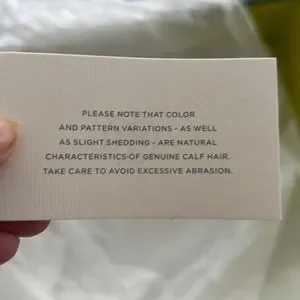 PLEASE NOTE THAT COLOR
AND PATTERN VARIATIONS - AS WELL
AS SLIGHT SHEDDING - ARE NATURAL
CHARACTERISTICS OF GENUINE CALF HAIR.
TAKE CARE TO AVOID EXCESSIVE ABRASION.